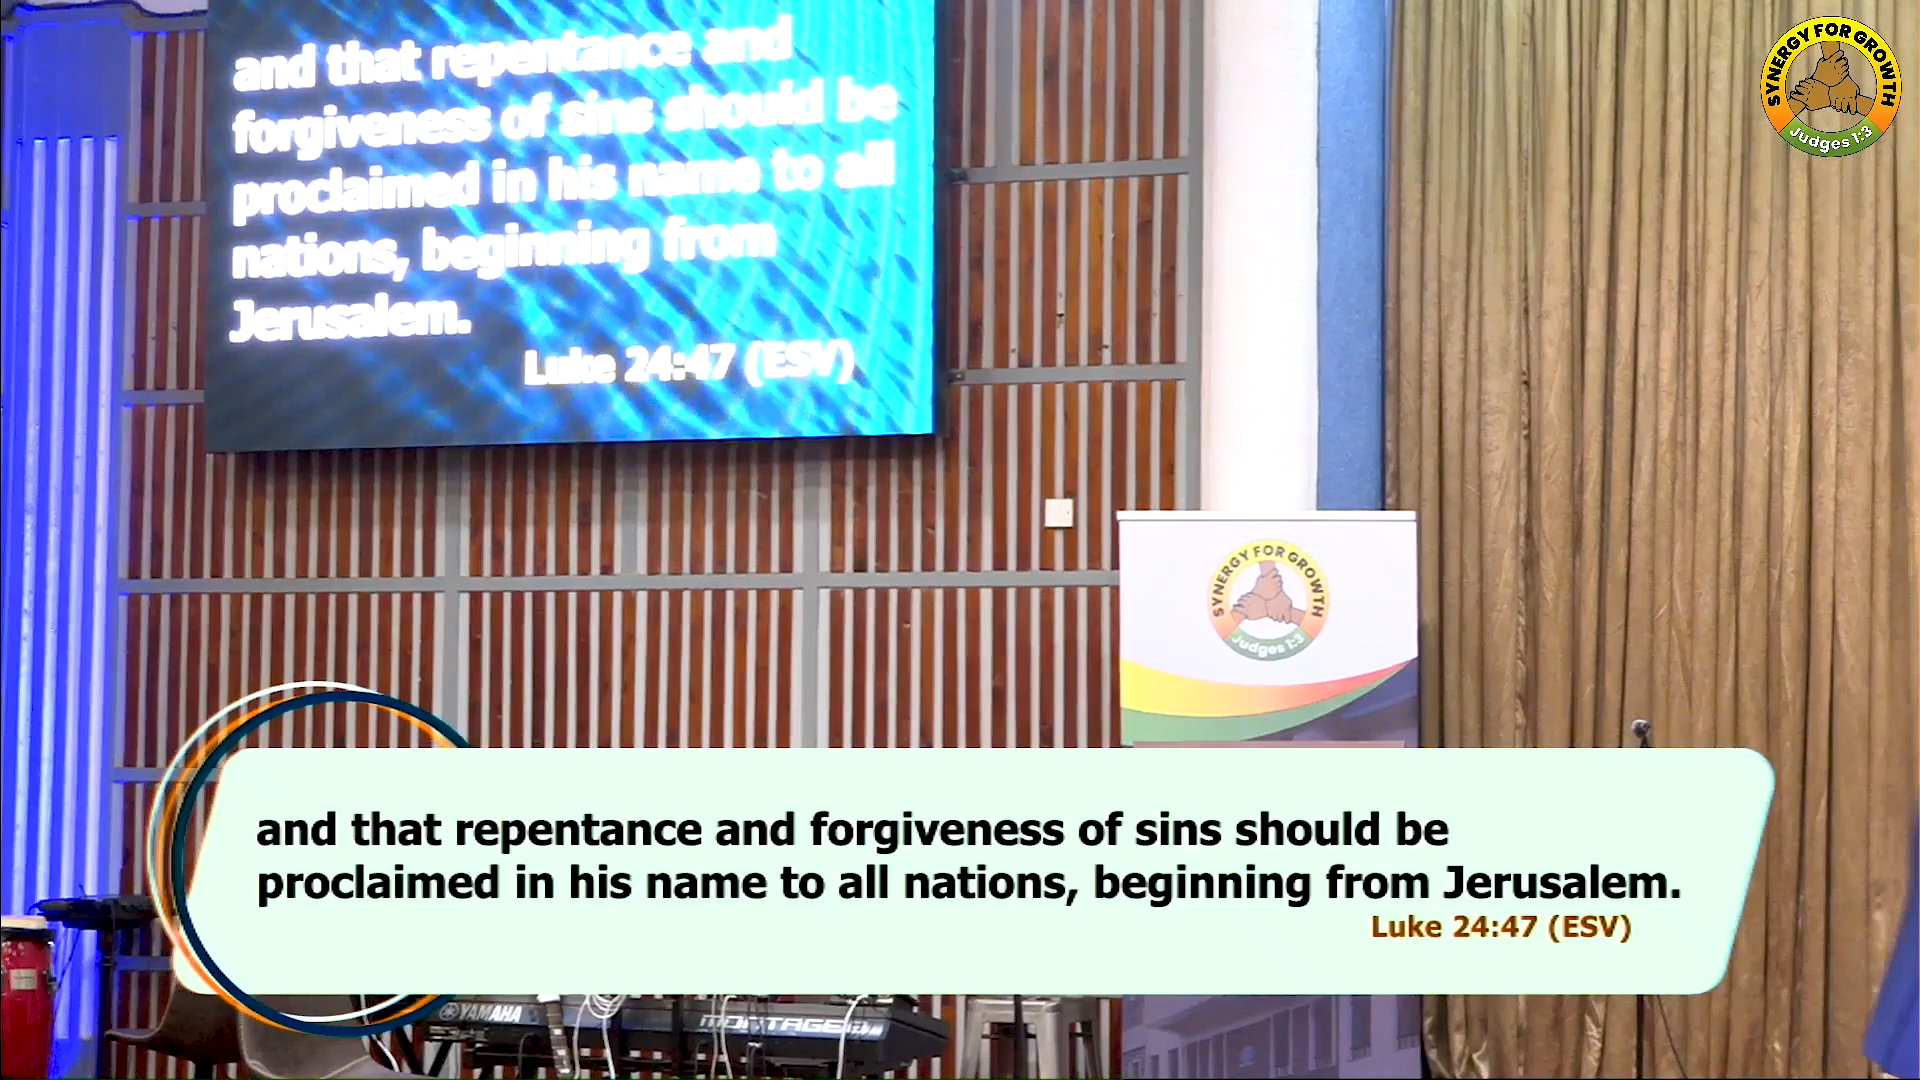 and that repentance and
forgiveness of sins should be
proclaimed in his name to all
nations, beginning from
Jerusalem.
Luke 24:47 (ESV)
SYNERGY FOR GROWTH
Judges 1:3
SYNERGY FOR GROWTH
Judges 1:3
and that repentance and forgiveness of sins should be
proclaimed in his name to all nations, beginning from Jerusalem.
Luke 24:47 (ESV)
YAMAHA
MONTAGE